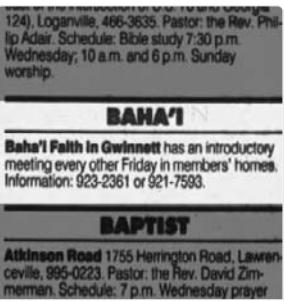 124), Loganville, 466-3635. Pastor: the Rev. Phil-
lip Adair. Schedule: Bible study 7:30 p.m.
Wednesday; 10 a.m. and 6 p.m. Sunday
worship.
BAHA'I
Baha'i Faith in Gwinnett has an introductory
meeting every other Friday in members' homes.
Information: 923-2361 or 921-7593.
BAPTIST
Atkinson Road 1755 Herrington Road, Lawren-
ceville, 995-0223. Pastor: the Rev. David Zim-
merman. Schedule: 7 p.m. Wednesday prayer